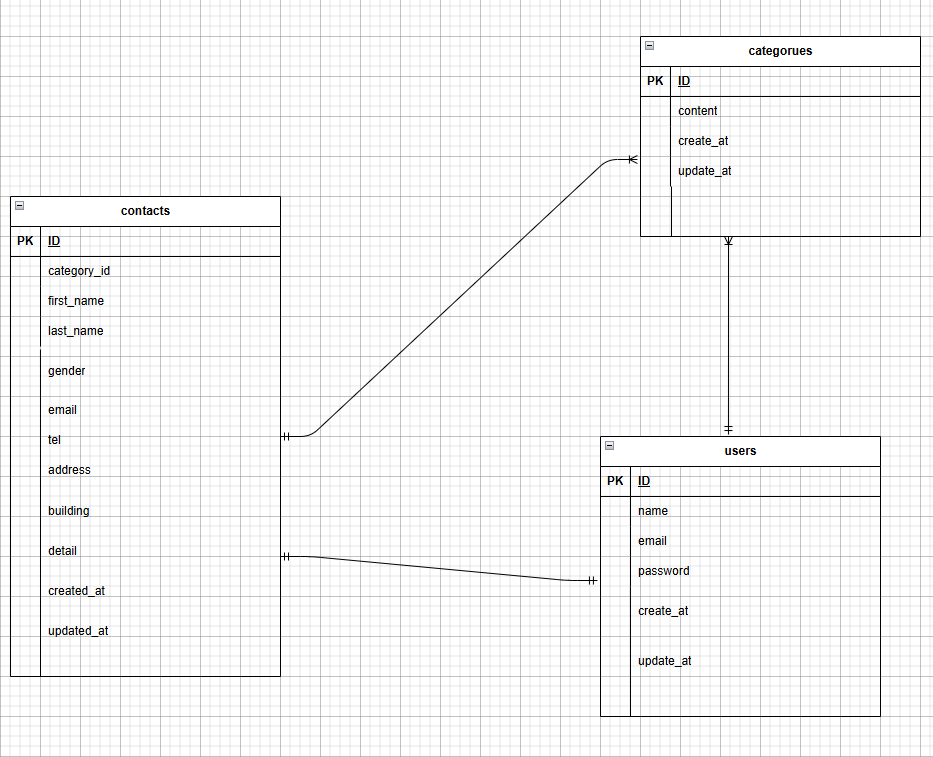 categorues
PK ID
content
create_at
update_at
contacts
PK ID
category_id
first_name
last_name
gender
email
tel
address
building
detail
created_at
updated_at
users
PK ID
name
email
password
create_at
update_at